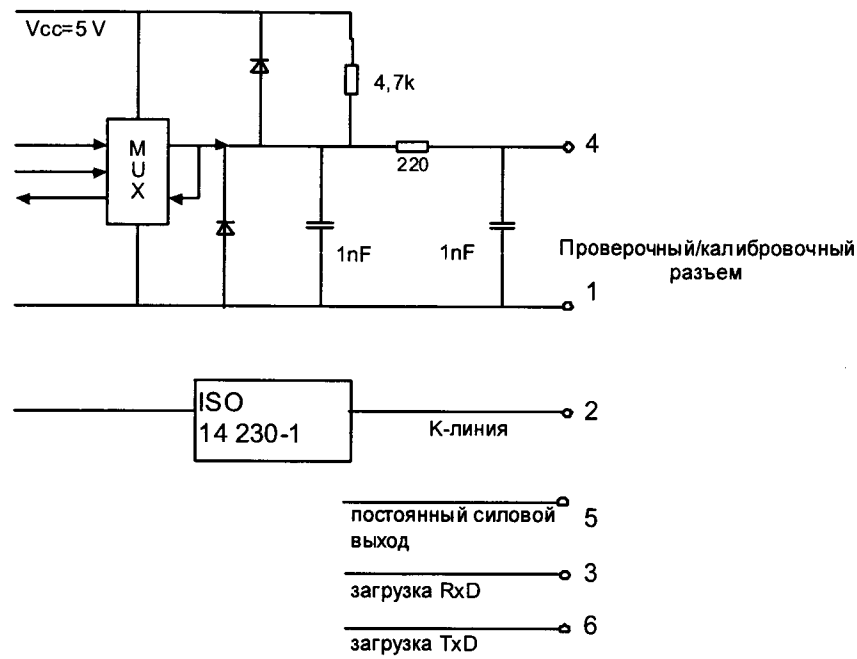 Vcc=5 V
4,7k
M
U
X
220
4
1nF
1nF
Проверочный/калибровочный
разъем
1
ISO
14 230-1
К-линия
2
постоянный силовой
выход
5
загрузка RxD
3
загрузка TxD
6